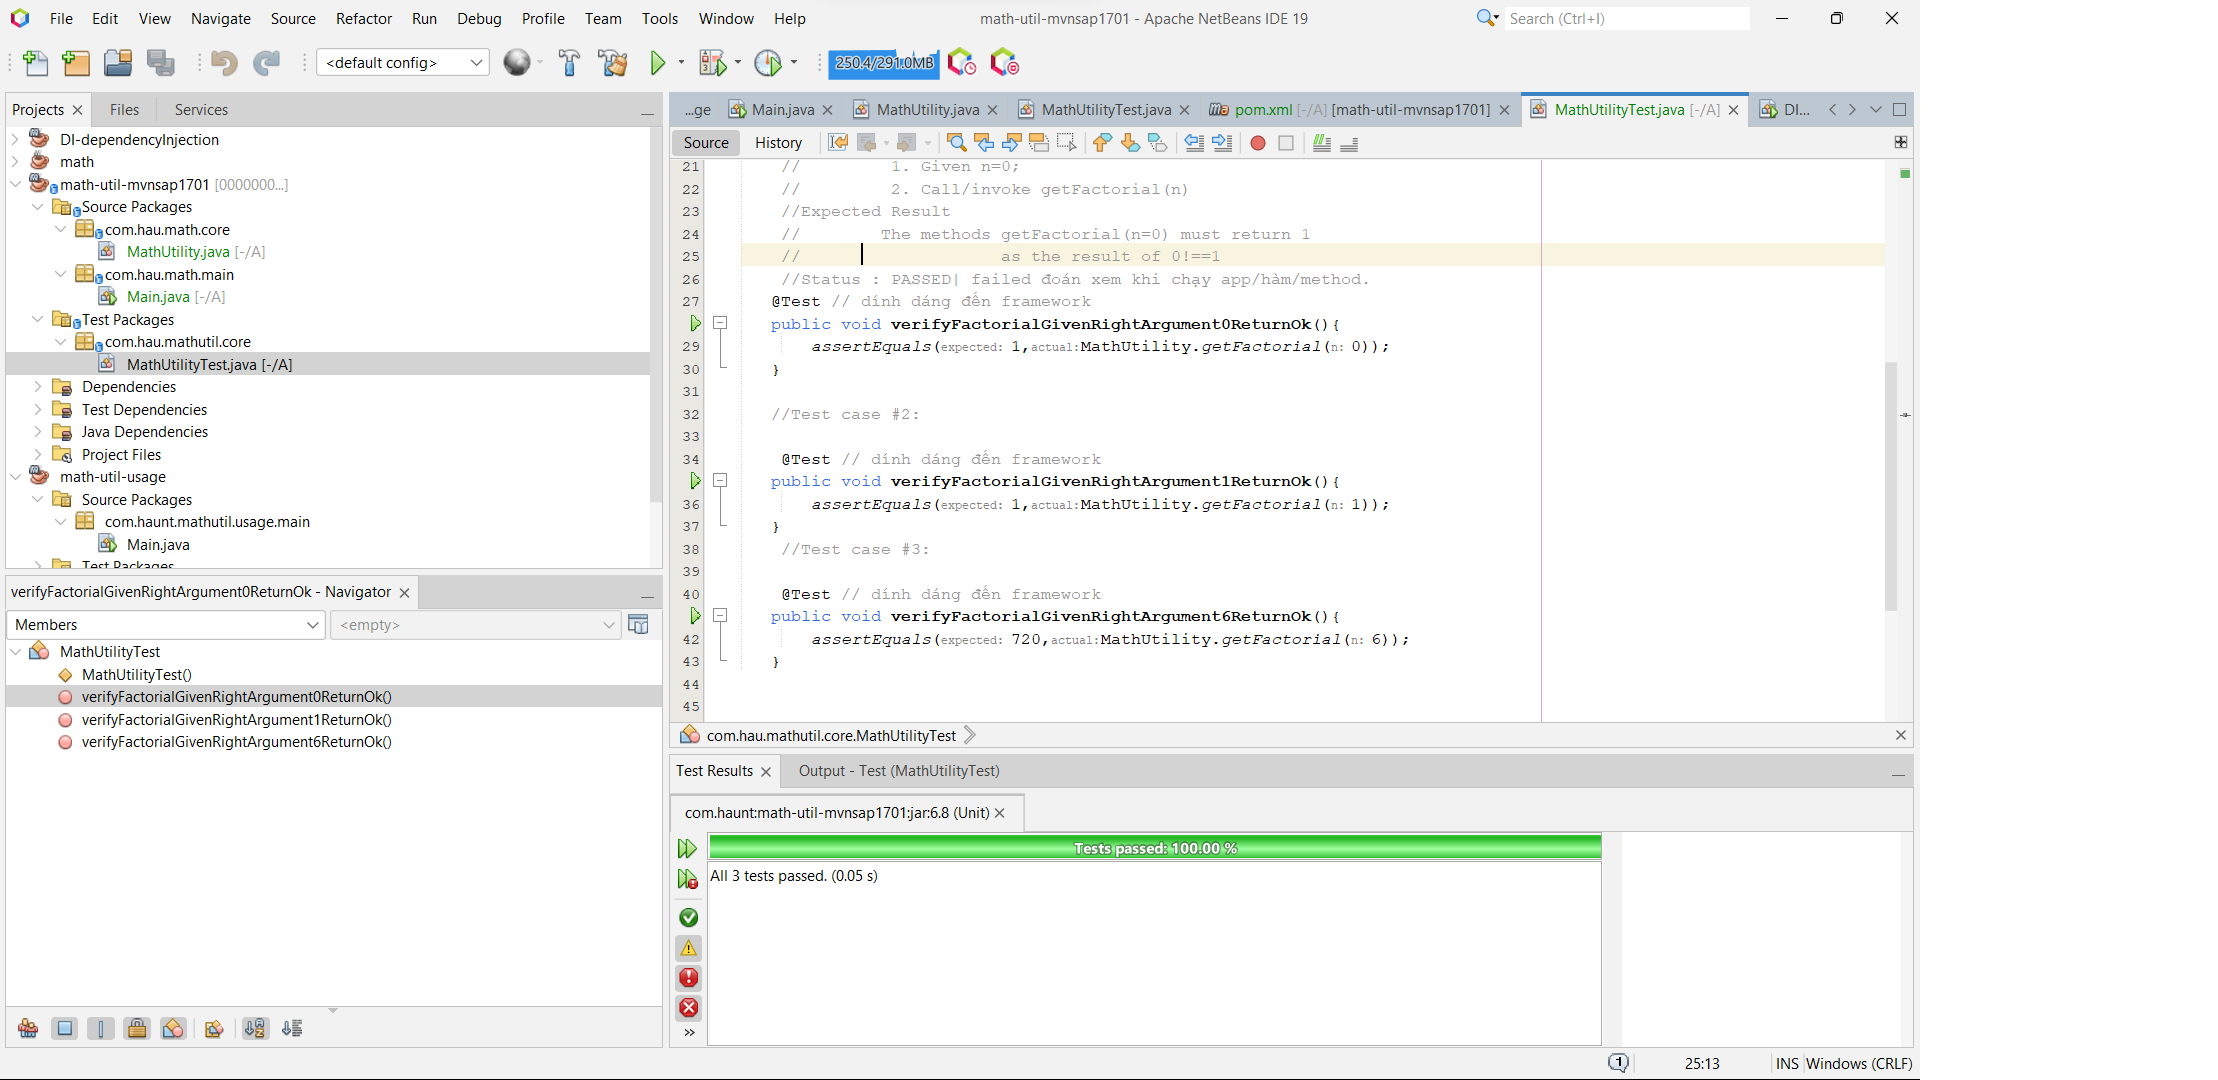 File Edit View Navigate Source Refactor Run Debug Profile Team Tools Window Help
math-util-mvnsap1701 - Apache NetBeans IDE 19
Search (Ctrl+I)
<default config>
250.4/291.0MB
Projects
Files
Services
DI-dependencyInjection
math
math-util-mvnsap1701 [0000000...]
Source Packages
com.hau.math.core
MathUtility.java [-/A]
com.hau.math.main
Main.java [-/A]
Test Packages
com.hau.mathutil.core
MathUtilityTest.java [-/A]
Dependencies
Test Dependencies
Java Dependencies
Project Files
math-util-usage
Source Packages
com.haunt.mathutil.usage.main
Main.java
Test Packages
verifyFactorialGivenRightArgument0ReturnOk - Navigator
Members
<empty>
MathUtilityTest
MathUtilityTest()
verifyFactorialGivenRightArgument0ReturnOk()
verifyFactorialGivenRightArgument1ReturnOk()
verifyFactorialGivenRightArgument6ReturnOk()
...ge Main.java MathUtility.java MathUtilityTest.java pom.xml [-/A] [math-util-mvnsap1701] MathUtilityTest.java [-/A] DI...
Source History
21 // 1. Given n=0;
22 // 2. Call/invoke getFactorial(n)
23 //Expected Result
24 // The methods getFactorial(n=0) must return 1
25 // as the result of 0!==1
26 //Status : PASSED| failed đoán xem khi chạy app/hàm/method.
27 @Test // dính dáng đến framework
public void verifyFactorialGivenRightArgument0ReturnOk(){
29 assertEquals(expected: 1,actual:MathUtility.getFactorial(n: 0));
30 }
31
32 //Test case #2:
33
34 @Test // dính dáng đến framework
public void verifyFactorialGivenRightArgument1ReturnOk(){
36 assertEquals(expected: 1,actual:MathUtility.getFactorial(n: 1));
37 }
38 //Test case #3:
39
40 @Test // dính dáng đến framework
public void verifyFactorialGivenRightArgument6ReturnOk(){
42 assertEquals(expected: 720,actual:MathUtility.getFactorial(n: 6));
43 }
44
45
com.hau.mathutil.core.MathUtilityTest
Test Results
Output - Test (MathUtilityTest)
com.haunt:math-util-mvnsap1701:jar:6.8 (Unit)
Tests passed: 100.00 %
All 3 tests passed. (0.05 s)
1
25:13
INS
Windows (CRLF)